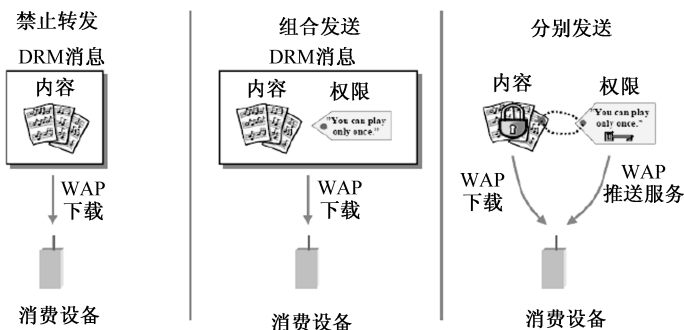 禁止转发
DRM消息
内容
WAP
下载
消费设备
组合发送
DRM消息
内容
权限
"You can play
only once."
WAP
下载
消费设备
分别发送
内容
权限
"You can play
only once."
WAP
下载
WAP
推送服务
消费设备